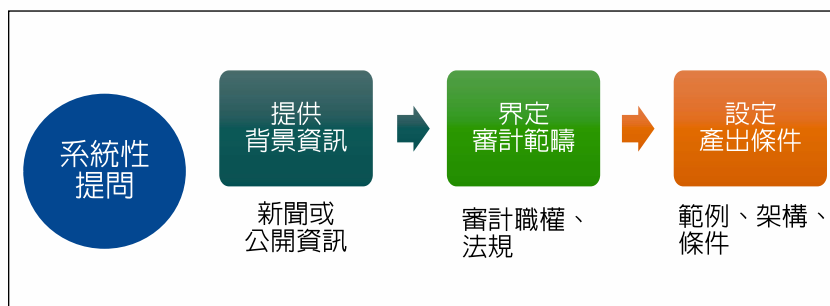 系統性
提問
提供
背景資訊
新聞或
公開資訊
界定
審計範疇
審計職權、
法規
設定
產出條件
範例、架構、
條件